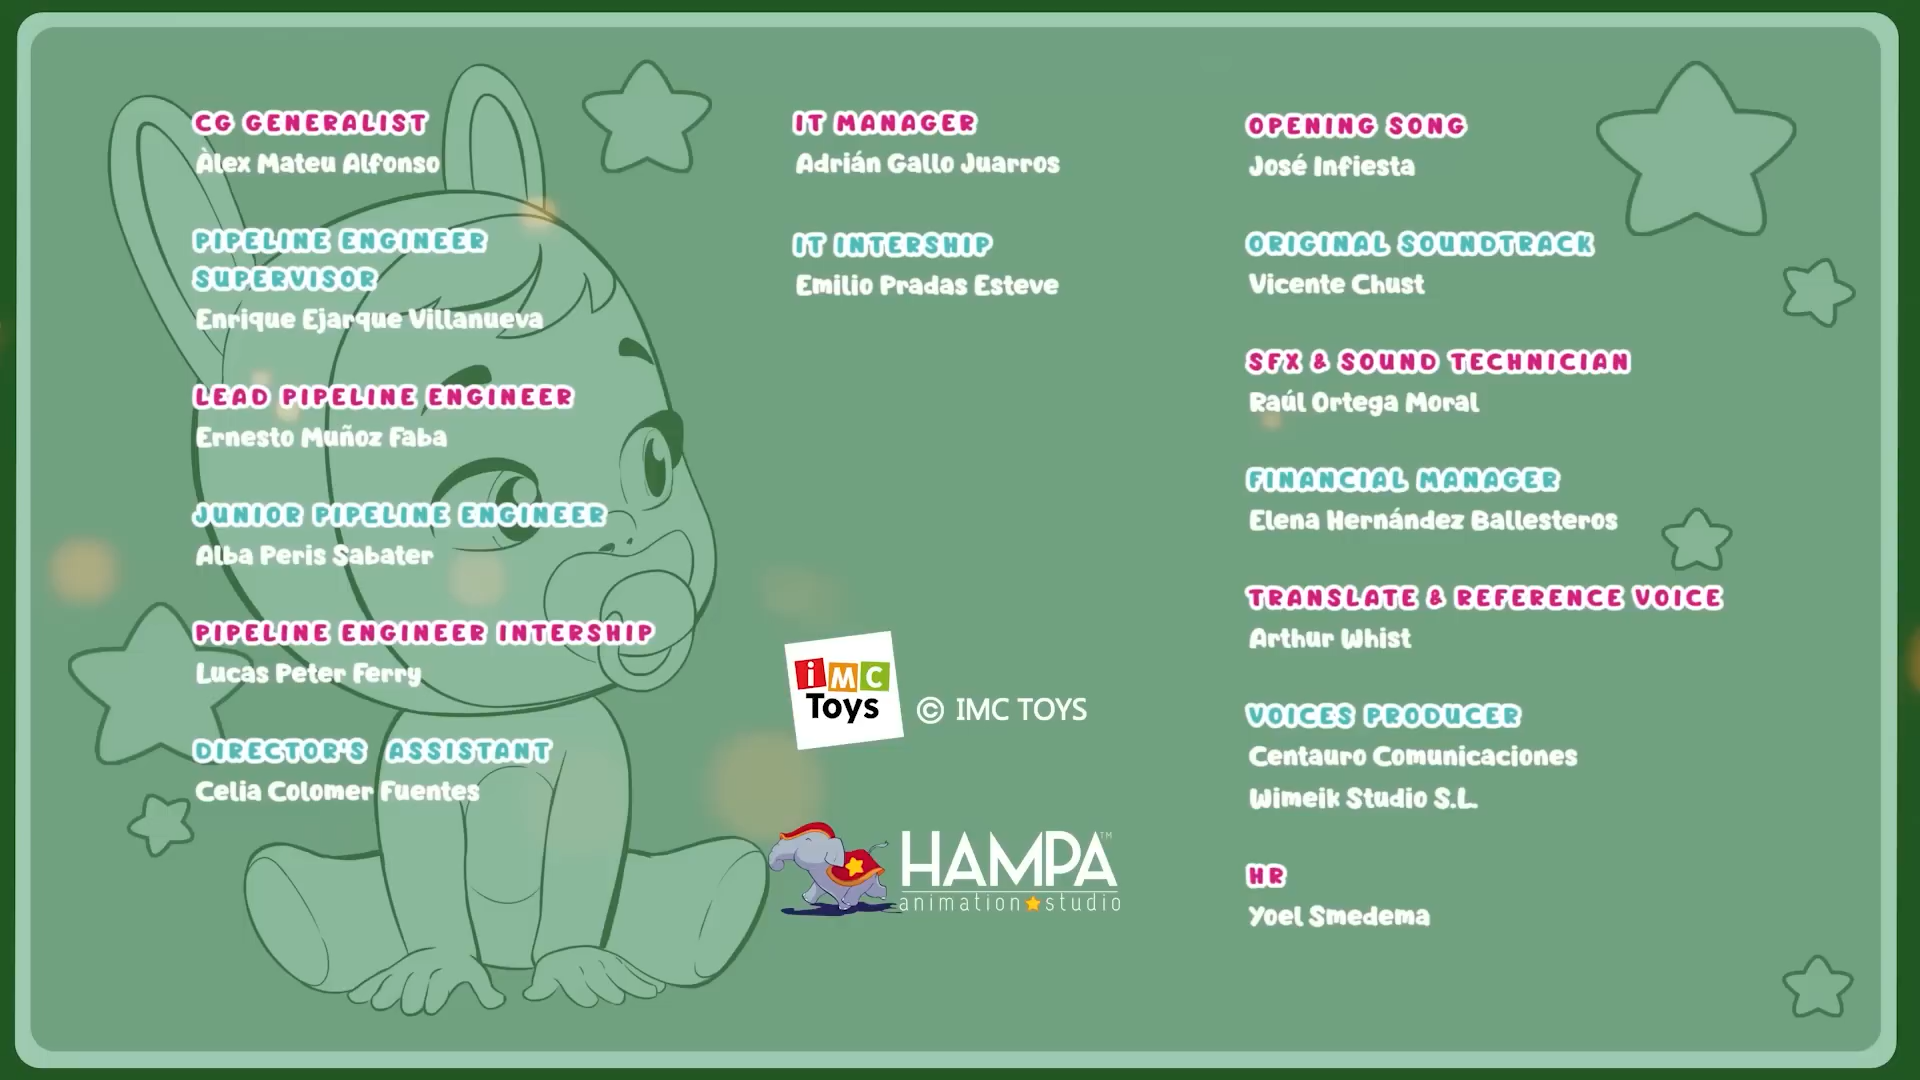 CG GENERALIST
Àlex Mateu Alfonso
PIPELINE ENGINEER
SUPERVISOR
Enrique Ejarque Villanueva
LEAD PIPELINE ENGINEER
Ernesto Muñoz Faba
JUNIOR PIPELINE ENGINEER
Alba Peris Sabater
PIPELINE ENGINEER INTERSHIP
Lucas Peter Ferry
DIRECTOR'S ASSISTANT
Celia Colomer Fuentes
IT MANAGER
Adrián Gallo Juarros
IT INTERSHIP
Emilio Pradas Esteve
iMC
Toys
© IMC TOYS
HAMPA™
animation studio
OPENING SONG
José Infiesta
ORIGINAL SOUNDTRACK
Vicente Chust
SFX & SOUND TECHNICIAN
Raúl Ortega Moral
FINANCIAL MANAGER
Elena Hernández Ballesteros
TRANSLATE & REFERENCE VOICE
Arthur Whist
VOICES PRODUCER
Centauro Comunicaciones
Wimeik Studio S.L.
HR
Yoel Smedema